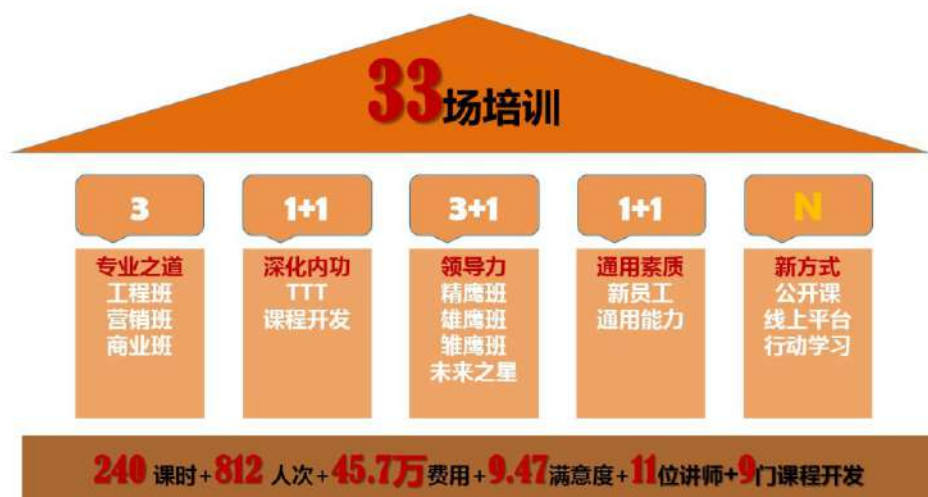 33场培训
3
1+1
3+1
1+1
N
专业之道
工程班
营销班
商业班
深化内功
TTT
课程开发
领导力
精鹰班
雄鹰班
雏鹰班
未来之星
通用素质
新员工
通用能力
新方式
公开课
线上平台
行动学习
240 课时+812 人次+45.7万费用+9.47满意度+11位讲师+9门课程开发